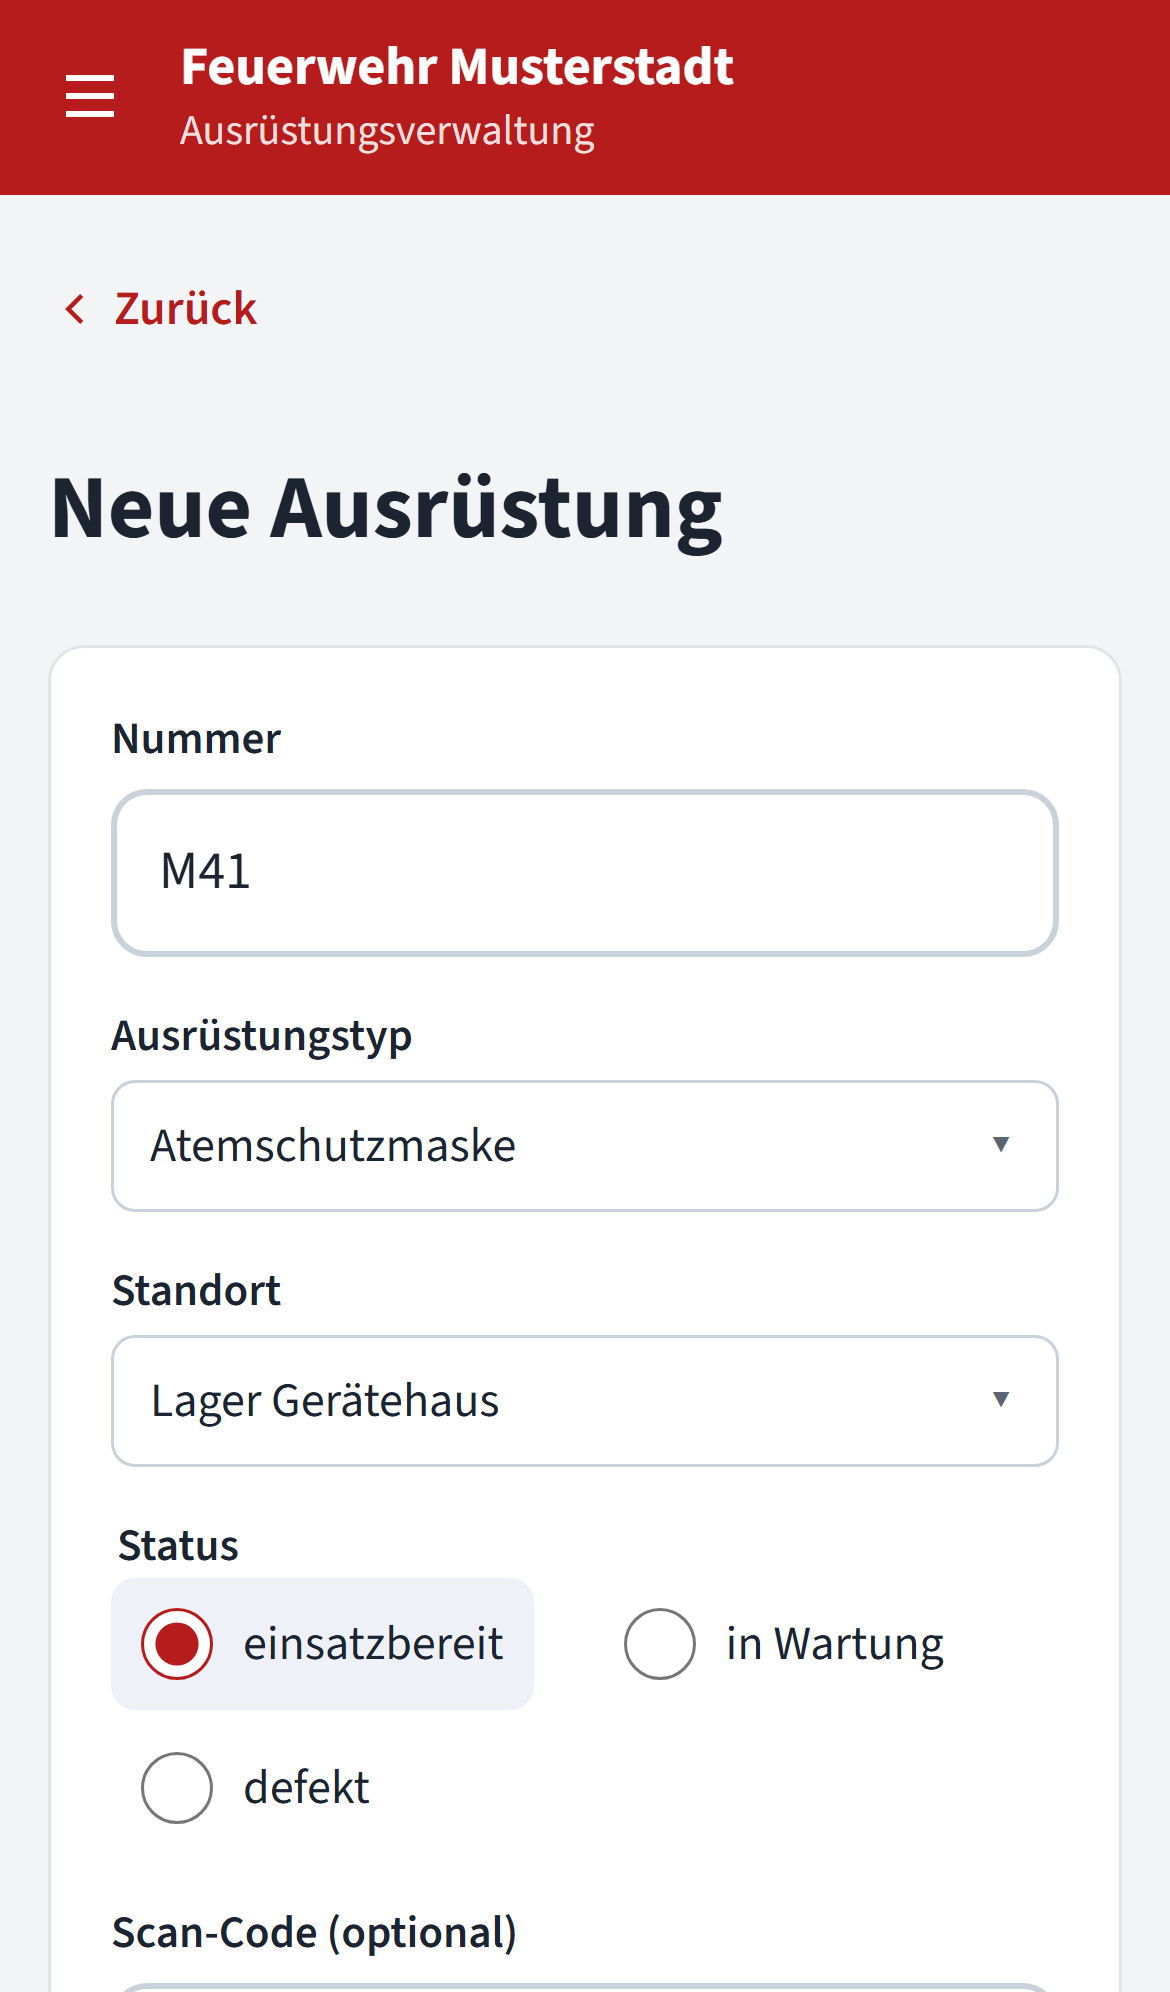 Feuerwehr Musterstadt
Ausrüstungsverwaltung
Zurück
Neue Ausrüstung
Nummer
M41
Ausrüstungstyp
Atemschutzmaske
Standort
Lager Gerätehaus
Status
einsatzbereit
in Wartung
defekt
Scan-Code (optional)